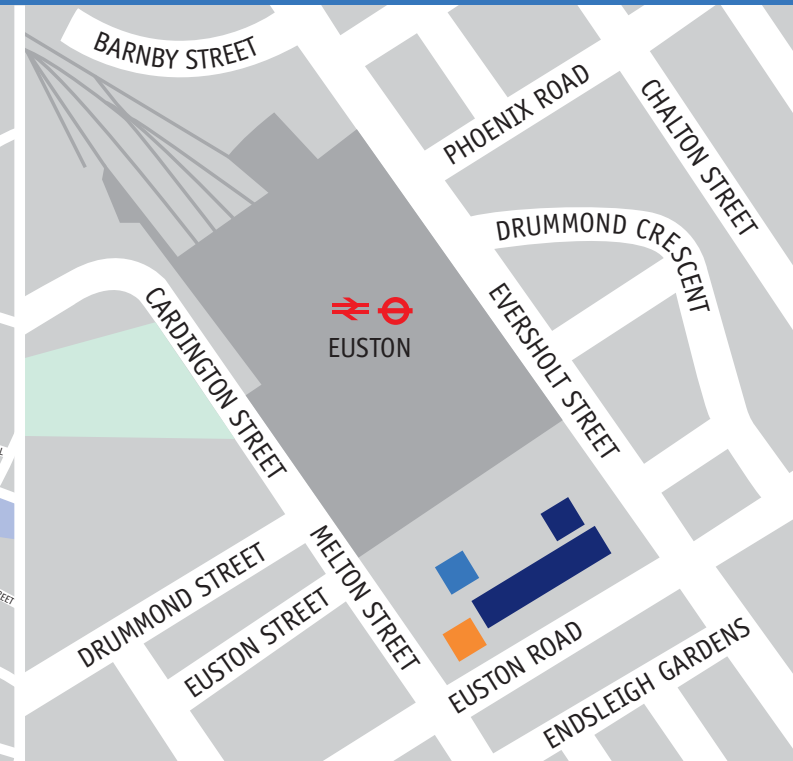 BARNBY STREET
PHOENIX ROAD
CHALTON STREET
DRUMMOND CRESCENT
EVERSHOLT STREET
CARDINGTON STREET
EUSTON
MELTON STREET
DRUMMOND STREET
EUSTON STREET
EUSTON ROAD
ENDSLEIGH GARDENS